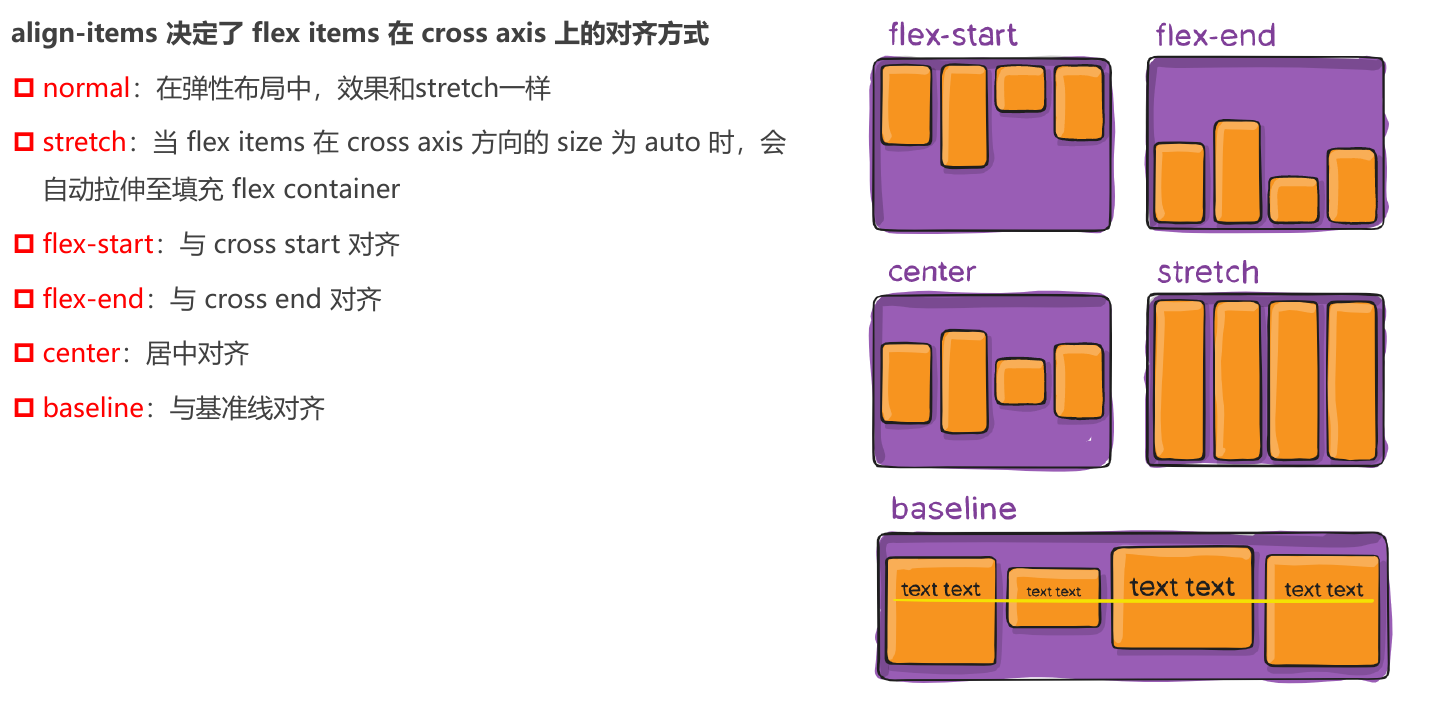 align-items 决定了 flex items 在 cross axis 上的对齐方式
normal：在弹性布局中，效果和stretch一样
stretch：当 flex items 在 cross axis 方向的 size 为 auto 时，会
自动拉伸至填充 flex container
flex-start：与 cross start 对齐
flex-end：与 cross end 对齐
center：居中对齐
baseline：与基准线对齐
flex-start
flex-end
center
stretch
baseline
text text
text text
text text
text text